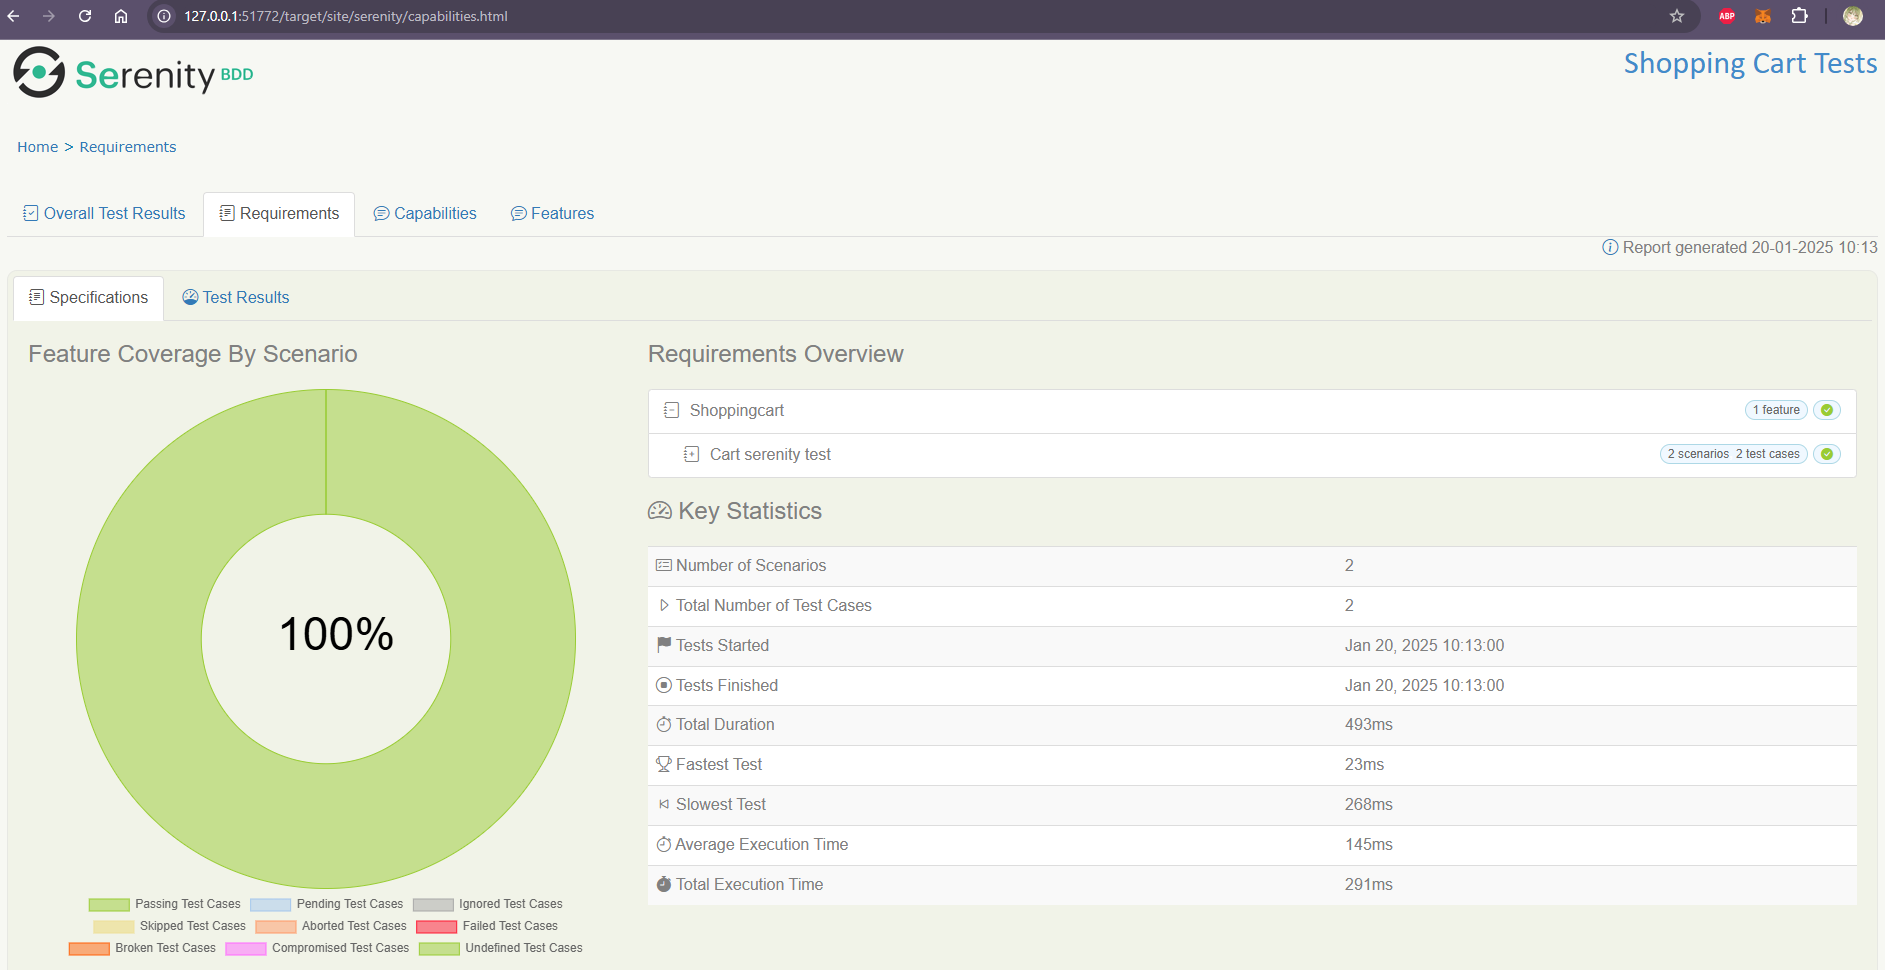 127.0.0.1:51772/target/site/serenity/capabilities.html
ABP
Serenity BDD
Shopping Cart Tests
Home > Requirements
Overall Test Results
Requirements
Capabilities
Features
Report generated 20-01-2025 10:13
Specifications
Test Results
Feature Coverage By Scenario
100%
Passing Test Cases
Pending Test Cases
Ignored Test Cases
Skipped Test Cases
Aborted Test Cases
Failed Test Cases
Broken Test Cases
Compromised Test Cases
Undefined Test Cases
Requirements Overview
Shoppingcart
1 feature
Cart serenity test
2 scenarios 2 test cases
Key Statistics
Number of Scenarios 2
Total Number of Test Cases 2
Tests Started Jan 20, 2025 10:13:00
Tests Finished Jan 20, 2025 10:13:00
Total Duration 493ms
Fastest Test 23ms
Slowest Test 268ms
Average Execution Time 145ms
Total Execution Time 291ms